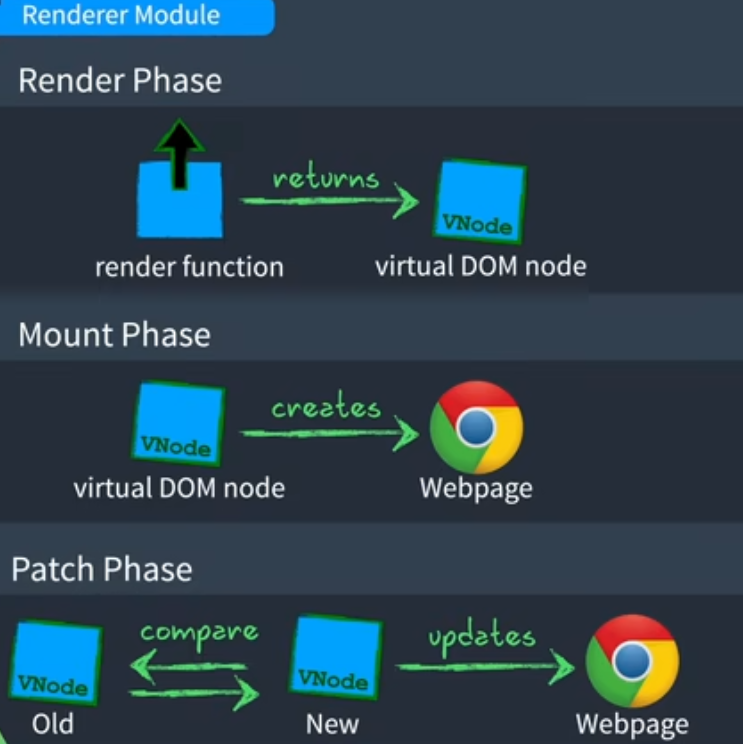 Renderer Module
Render Phase
returns
VNode
render function
virtual DOM node
Mount Phase
creates
VNode
virtual DOM node
Webpage
Patch Phase
compare
updates
VNode
VNode
Old
New
Webpage